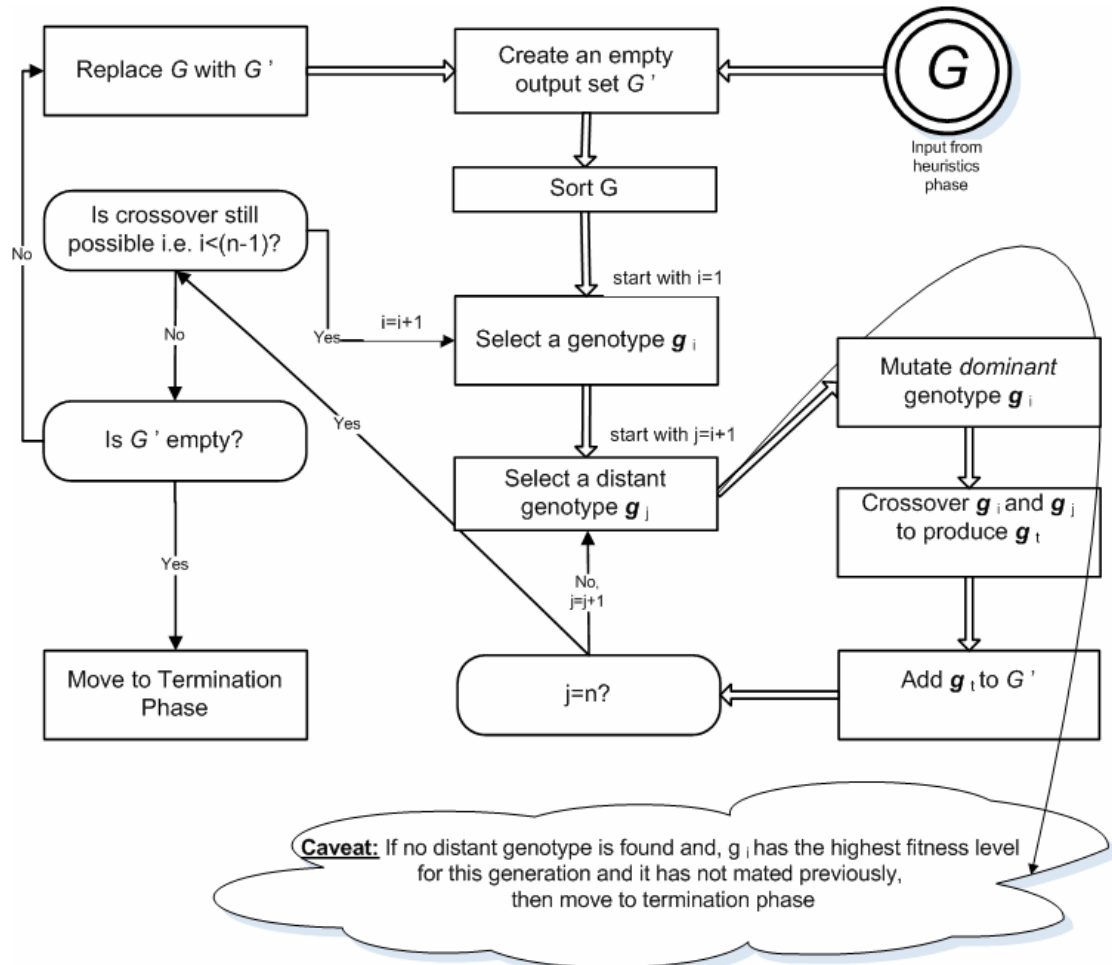 Replace G with G '
Create an empty
output set G '
G
Input from
heuristics
phase
Sort G
Is crossover still
possible i.e. i<(n-1)?
No
start with i=1
Yes
i=i+1
Select a genotype g i
No
Mutate dominant
genotype g i
Is G ' empty?
Yes
start with j=i+1
Select a distant
genotype g j
Crossover g i and g j
to produce g t
Yes
No,
j=j+1
Move to Termination
Phase
j=n?
Add g t to G '
Caveat: If no distant genotype is found and, g i has the highest fitness level
for this generation and it has not mated previously,
then move to termination phase